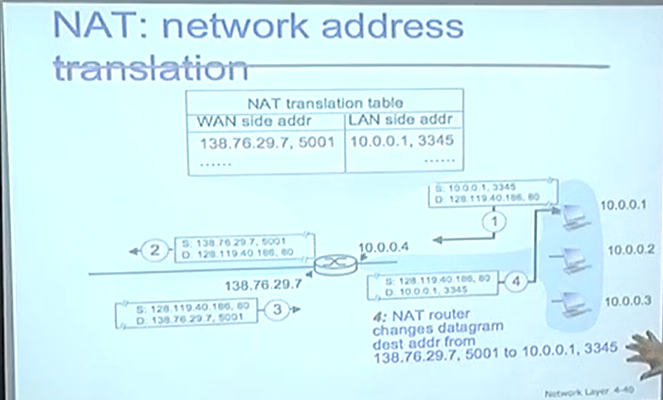 NAT: network address
translation
NAT translation table
WAN side addr LAN side addr
138.76.29.7, 5001 10.0.0.1, 3345
...... ......
S: 10.0.0.1, 3345
D: 128.119.40.186, 80
1
10.0.0.1
2
S: 138.76.29.7, 5001
D: 128.119.40.186, 80
10.0.0.4
10.0.0.2
138.76.29.7
S: 128.119.40.186, 80
D: 10.0.0.1, 3345
4
S: 128.119.40.186, 80
D: 138.76.29.7, 5001
3
10.0.0.3
4: NAT router
changes datagram
dest addr from
138.76.29.7, 5001 to 10.0.0.1, 3345
Network Layer 4-40